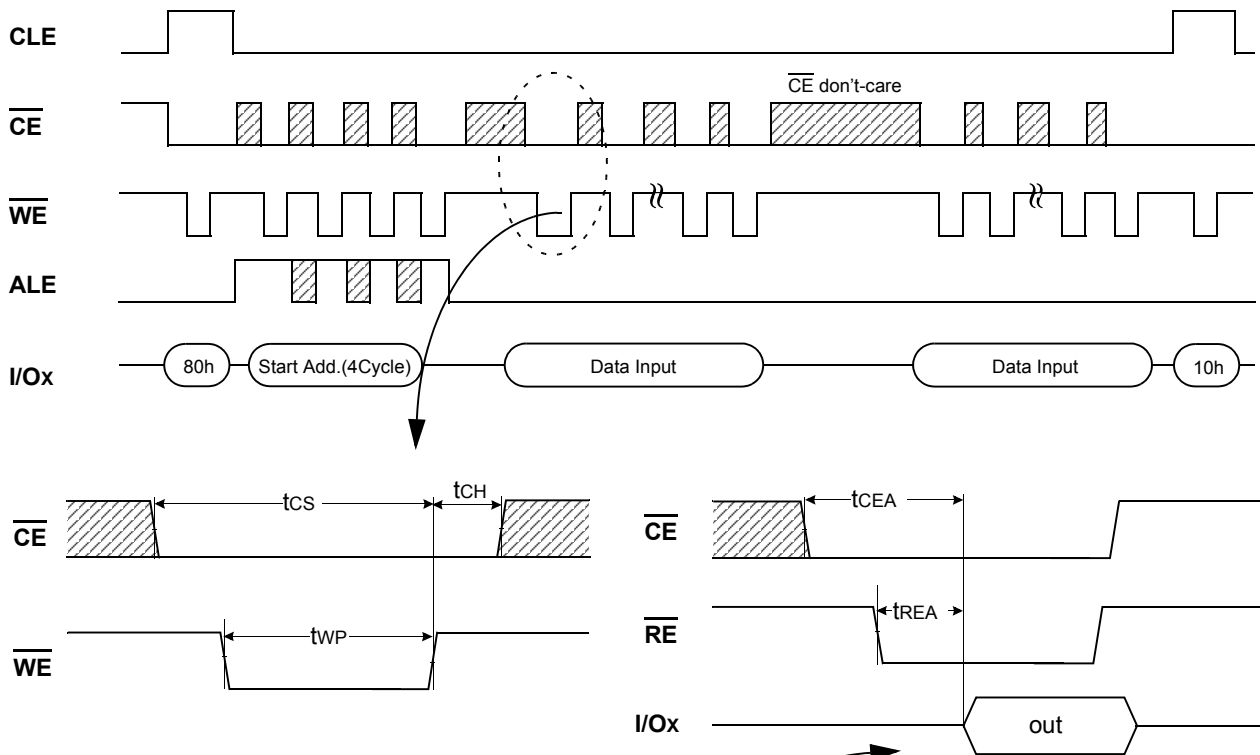 CLE
CE don't-care
CE
WE
ALE
I/Ox 80h Start Add.(4Cycle) Data Input Data Input 10h
tCS tCH
CE
tWP
WE
tCEA
CE
tREA
RE
I/Ox out